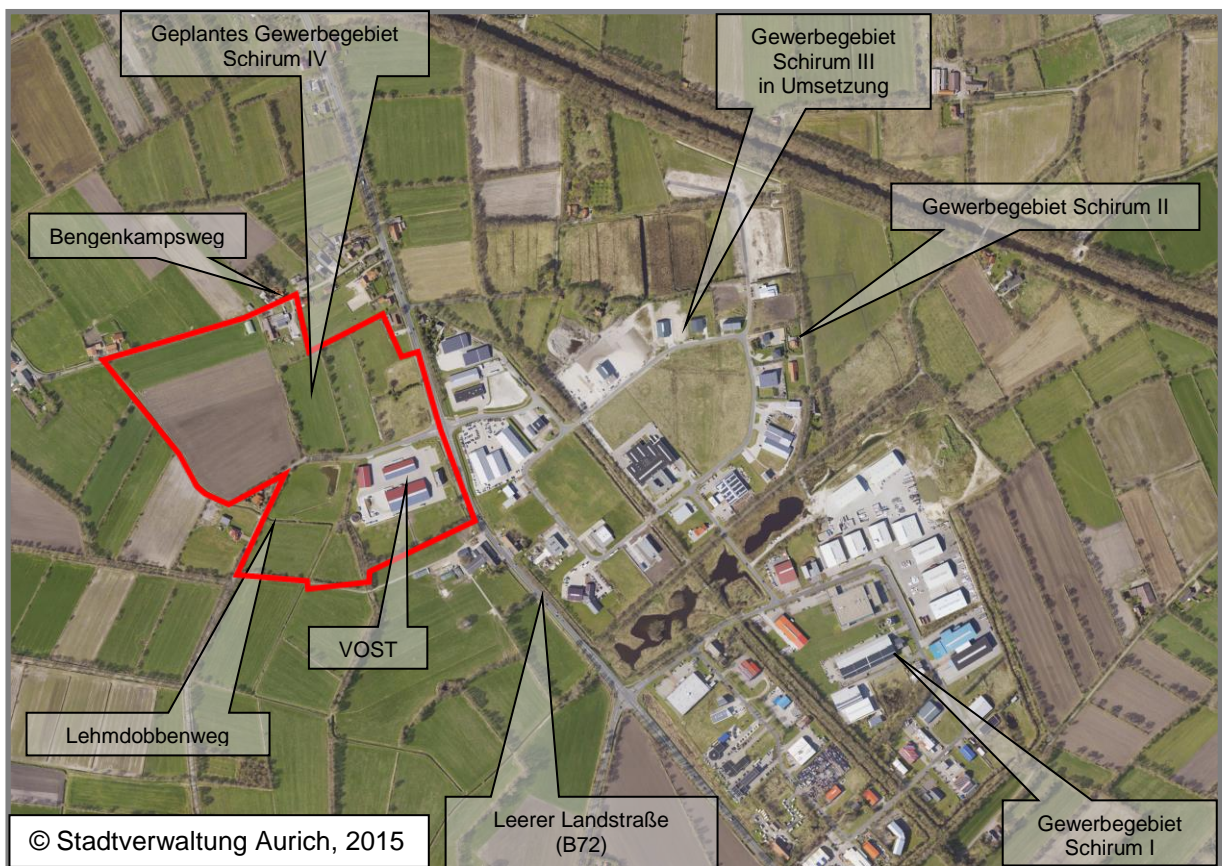 Geplantes Gewerbegebiet
Schirum IV
Gewerbegebiet
Schirum III
in Umsetzung
Gewerbegebiet Schirum II
Bengenkampsweg
VOST
Lehmdobbenweg
Leerer Landstraße
(B72)
Gewerbegebiet
Schirum I
© Stadtverwaltung Aurich, 2015